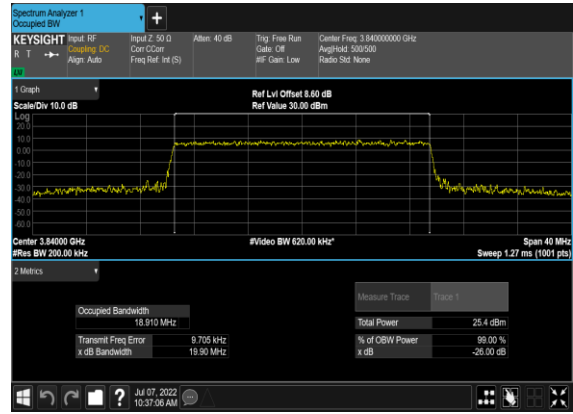 Spectrum Analyzer 1
Occupied BW
+
KEYSIGHT Input: RF Input Z: 50 Ω Atten: 40 dB Trig: Free Run Center Freq: 3.840000000 GHz
R T Coupling: DC Corr CCorr Gate: Off Avg|Hold: 500/500
Align: Auto Freq Ref: Int (S) #IF Gain: Low Radio Std: None
1 Graph
Ref Lvl Offset 8.60 dB
Scale/Div 10.0 dB Ref Value 30.00 dBm
Log
20.0
10.0
0.00
-10.0
-20.0
-30.0
-40.0
-50.0
-60.0
Center 3.84000 GHz #Video BW 620.00 kHz* Span 40 MHz
#Res BW 200.00 kHz Sweep 1.27 ms (1001 pts)
2 Metrics
Measure Trace Trace 1
Occupied Bandwidth
18.910 MHz Total Power 25.4 dBm
Transmit Freq Error 9.705 kHz % of OBW Power 99.00 %
x dB Bandwidth 19.90 MHz x dB -26.00 dB
? Jul 07, 2022
10:37:06 AM